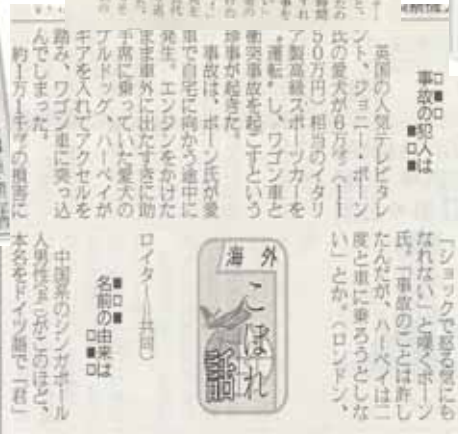 事故の犯人は
英国の人気テレビタレ
ント、ジョニー・ボーン
氏の愛犬が6万㌦(11
50万円)相当のイタリ
ア製高級スポーツカーを
"運転"し、ワゴン車と
衝突事故を起こすという
珍事が起きた。
事故は、ボーン氏が愛
車で自宅に向かう途中に
発生。エンジンをかけた
まま車外に出たすきに助
手席に乗っていた愛犬の
ブルドッグ、ハーベイが
ギアを入れてアクセルを
踏み、ワゴン車に突っ込
んでしまった。
約1万1千㌦の損害に
「ショックで怒る気にも
なれない」と嘆くボーン
氏。「事故のことは許し
たんだが、ハーベイは二
度と車に乗ろうとしな
い」とか。(ロンドン、
ロイター=共同)
海外
こぼれ
話
名前の由来は
中国系のシンガポール
人男性
がこのほど、
本名をドイツ語で「君」